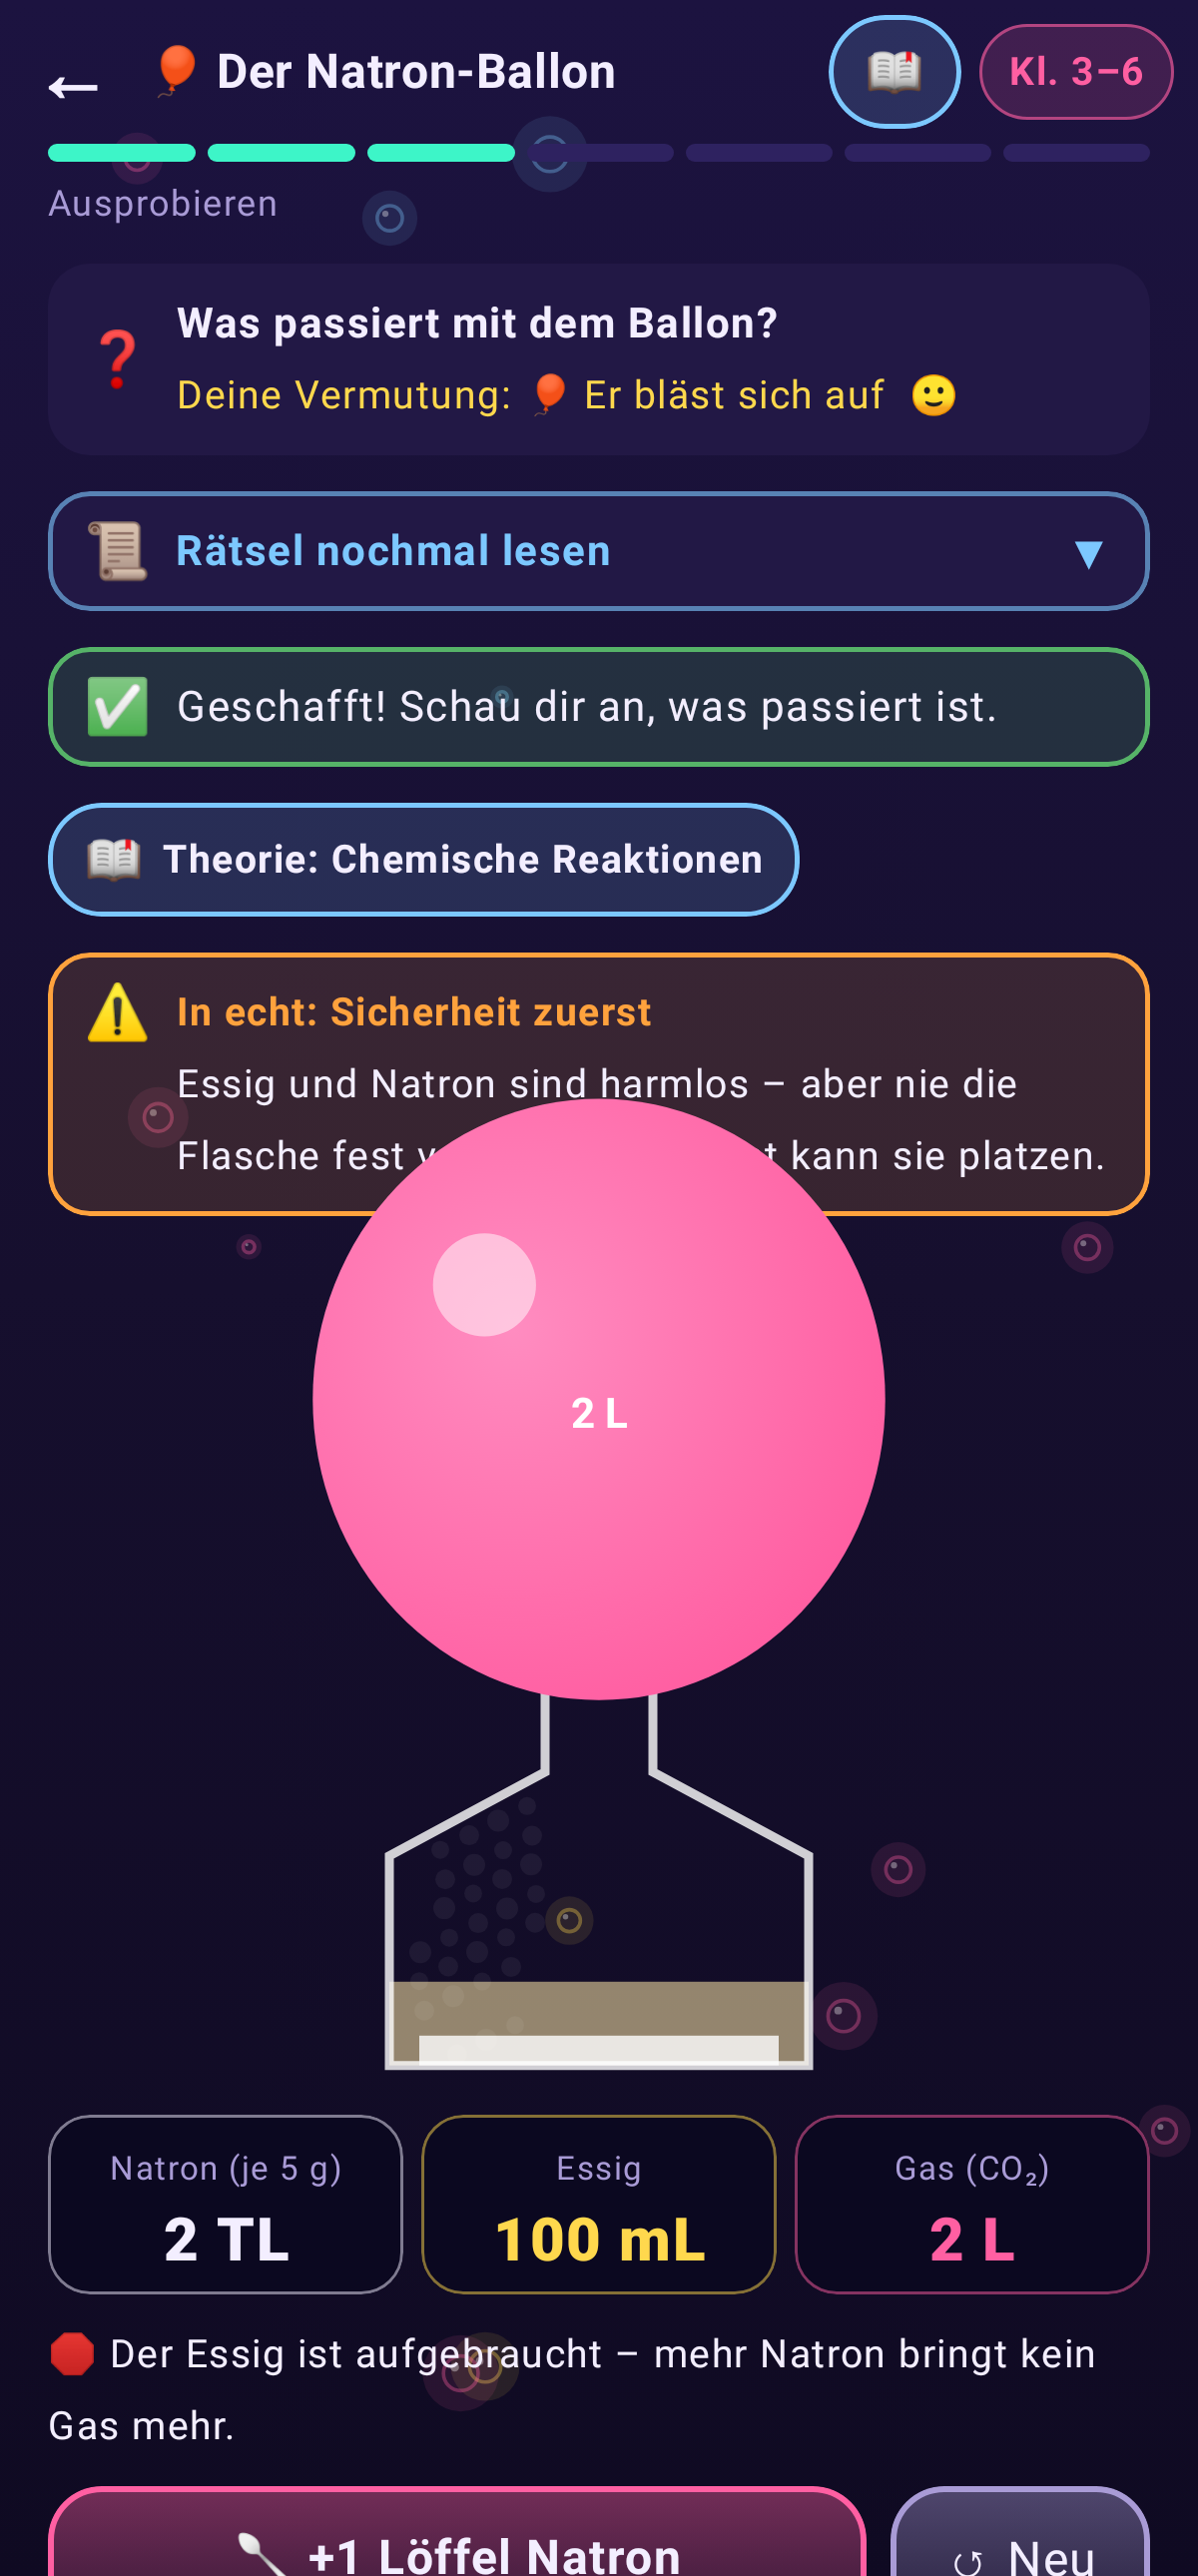 Der Natron-Ballon
Kl. 3–6
Ausprobieren
Was passiert mit dem Ballon?
Deine Vermutung: Er bläst sich auf
Rätsel nochmal lesen
Geschafft! Schau dir an, was passiert ist.
Theorie: Chemische Reaktionen
In echt: Sicherheit zuerst
Essig und Natron sind harmlos – aber nie die
Flasche fest kann sie platzen.
2 L
Natron (je 5 g)
2 TL
Essig
100 mL
Gas (CO₂)
2 L
Der Essig ist aufgebraucht – mehr Natron bringt kein
Gas mehr.
+1 Löffel Natron
Neu